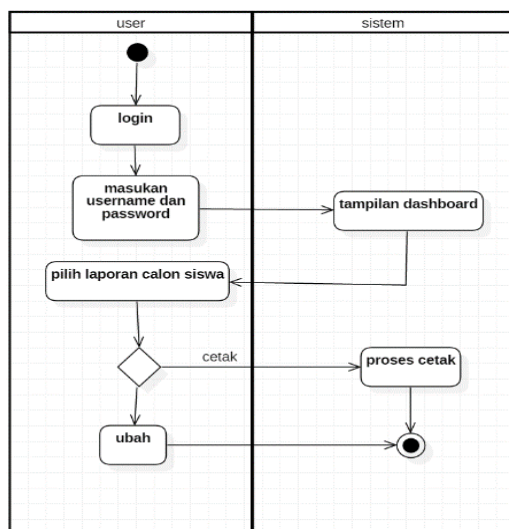 user
sistem
login
masukan
username dan
password
tampilan dashboard
pilih laporan calon siswa
cetak
proses cetak
ubah